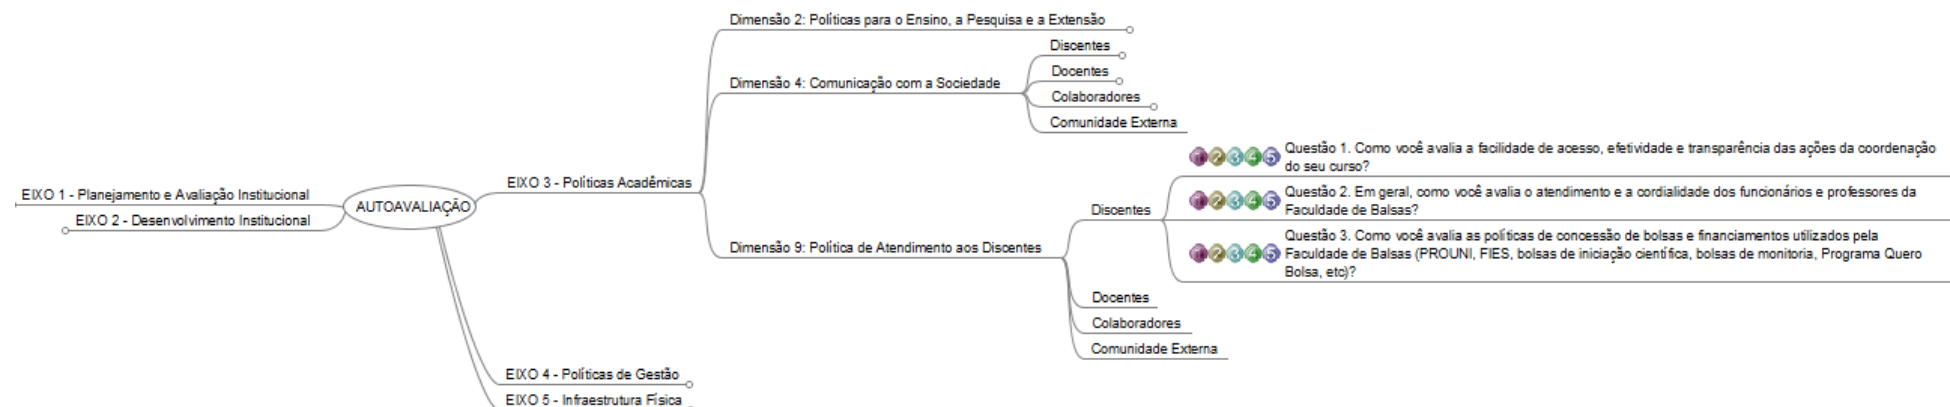 Dimensão 2: Políticas para o Ensino, a Pesquisa e a Extensão
Discentes
Docentes
Dimensão 4: Comunicação com a Sociedade
Colaboradores
Comunidade Externa
1 2 3 4 5 Questão 1. Como você avalia a facilidade de acesso, efetividade e transparência das ações da coordenação
do seu curso?
EIXO 3 - Políticas Acadêmicas
EIXO 1 - Planejamento e Avaliação Institucional
AUTOAVALIAÇÃO
EIXO 2 - Desenvolvimento Institucional
1 2 3 4 5 Questão 2. Em geral, como você avalia o atendimento e a cordialidade dos funcionários e professores da
Faculdade de Balsas?
Discentes
Dimensão 9: Política de Atendimento aos Discentes
1 2 3 4 5 Questão 3. Como você avalia as políticas de concessão de bolsas e financiamentos utilizados pela
Faculdade de Balsas (PROUNI, FIES, bolsas de iniciação científica, bolsas de monitoria, Programa Quero
Bolsa, etc)?
Docentes
Colaboradores
Comunidade Externa
EIXO 4 - Políticas de Gestão
EIXO 5 - Infraestrutura Física